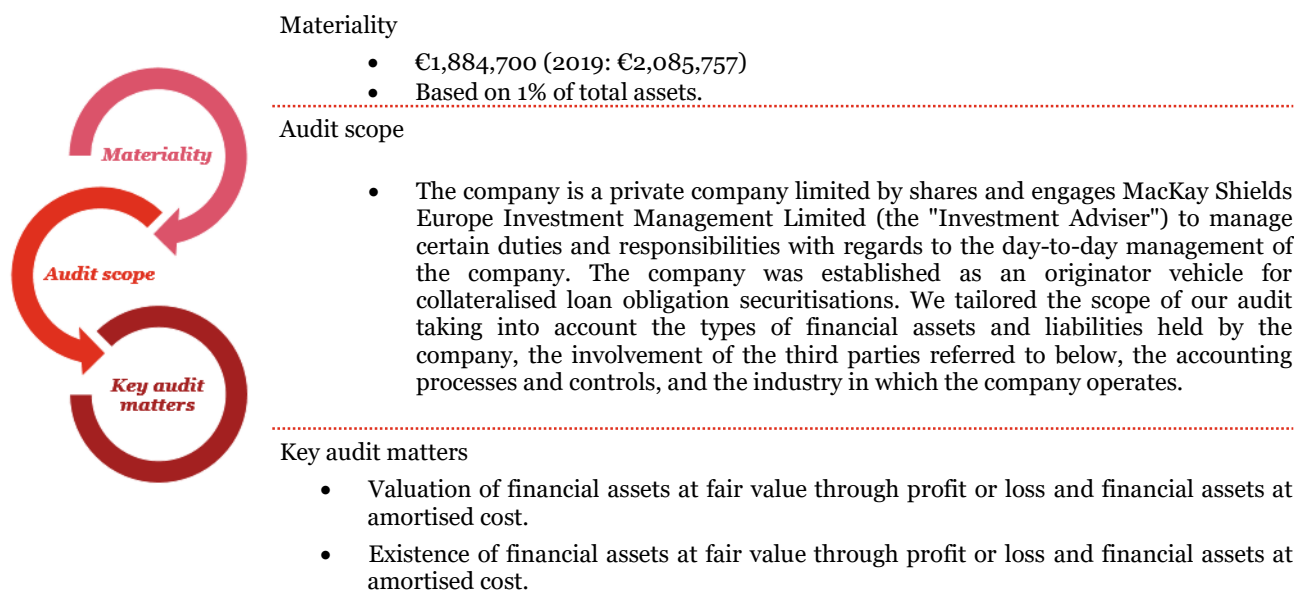 Materiality
• €1,884,700 (2019: €2,085,757)
• Based on 1% of total assets.
Audit scope
• The company is a private company limited by shares and engages MacKay Shields
Europe Investment Management Limited (the "Investment Adviser") to manage
certain duties and responsibilities with regards to the day-to-day management of
the company. The company was established as an originator vehicle for
collateralised loan obligation securitisations. We tailored the scope of our audit
taking into account the types of financial assets and liabilities held by the
company, the involvement of the third parties referred to below, the accounting
processes and controls, and the industry in which the company operates.
Key audit matters
• Valuation of financial assets at fair value through profit or loss and financial assets at
amortised cost.
• Existence of financial assets at fair value through profit or loss and financial assets at
amortised cost.
Materiality
Audit scope
Key audit
matters